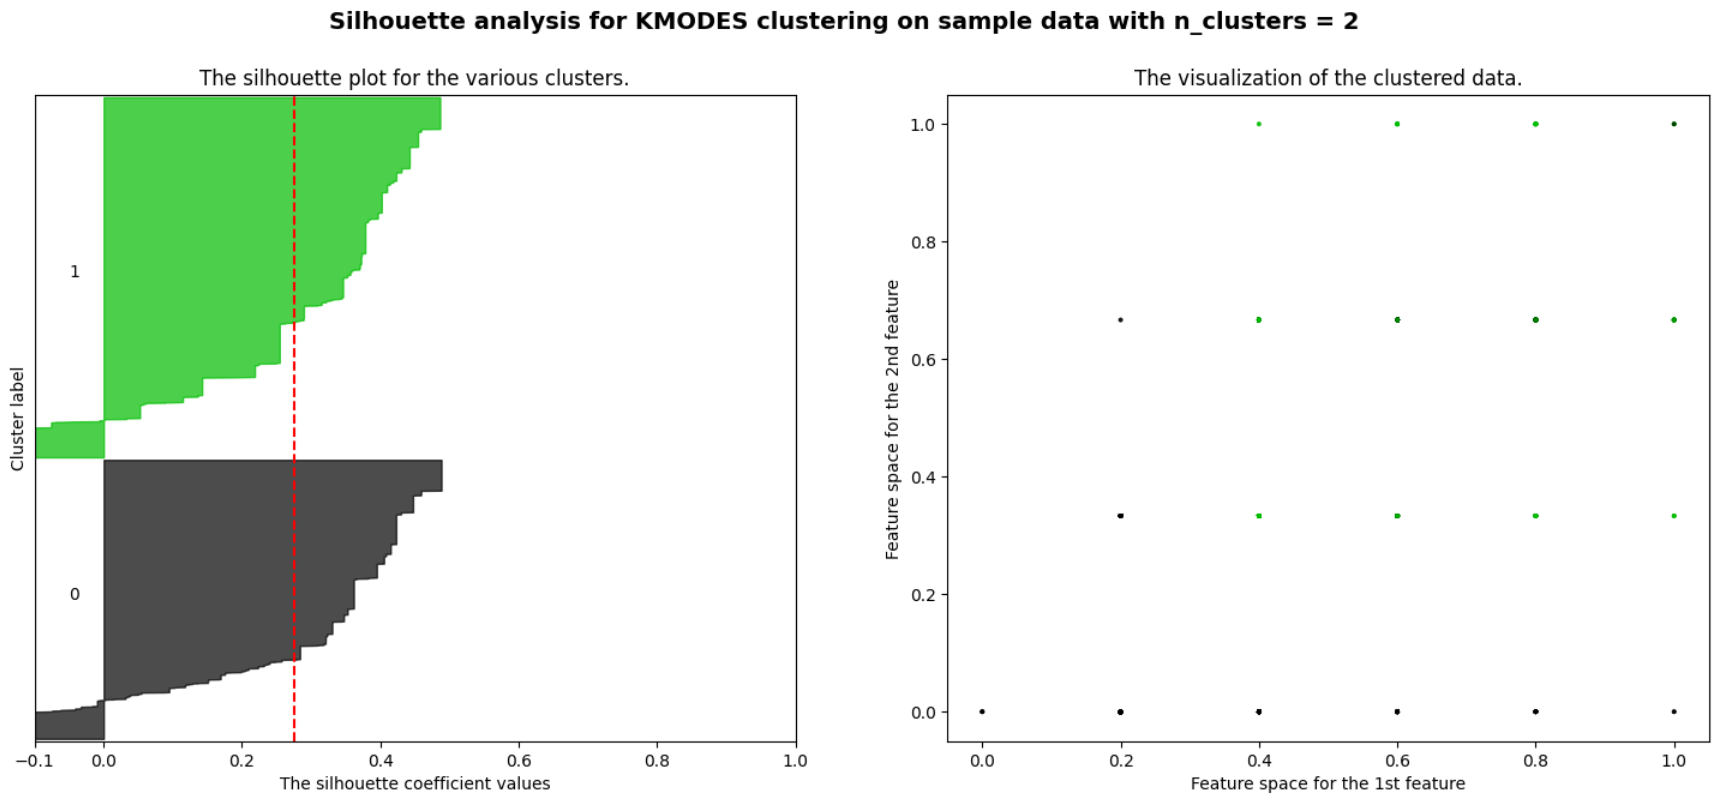 Silhouette analysis for KMODES clustering on sample data with n_clusters = 2
The silhouette plot for the various clusters.
1
0
Cluster label
−0.1 0.0 0.2 0.4 0.6 0.8 1.0
The silhouette coefficient values
The visualization of the clustered data.
1.0
0.8
0.6
0.4
0.2
0.0
Feature space for the 2nd feature
0.0 0.2 0.4 0.6 0.8 1.0
Feature space for the 1st feature